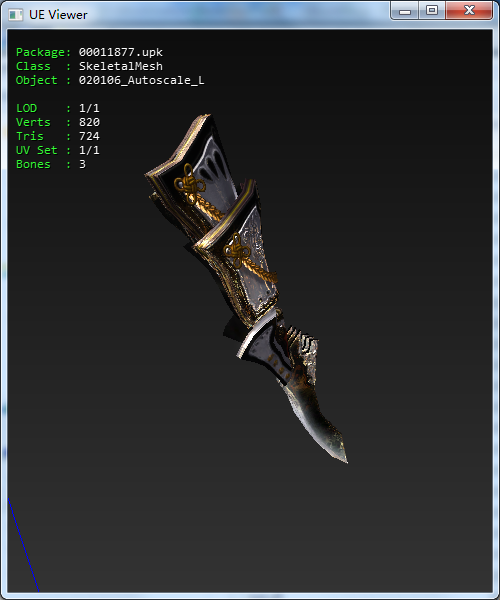 UE Viewer
Package: 00011877.upk
Class : SkeletalMesh
Object : 020106_Autoscale_L
LOD : 1/1
Verts : 820
Tris : 724
UV Set : 1/1
Bones : 3